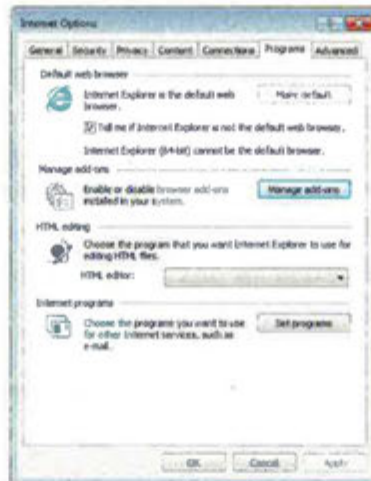 Internet Options
General Security Privacy Content Connections Programs Advanced
Default web browser
Internet Explorer is the default web
browser.
Make default
Tell me if Internet Explorer is not the default web browser.
Internet Explorer (64-bit) cannot be the default browser.
Manage add-ons
Enable or disable browser add-ons
installed in your system.
Manage add-ons
HTML editing
Choose the program that you want Internet Explorer to use for
editing HTML files.
HTML editor:
Internet programs
Choose the programs you want to use
for other Internet services, such as
e-mail.
Set programs
OK Cancel Apply